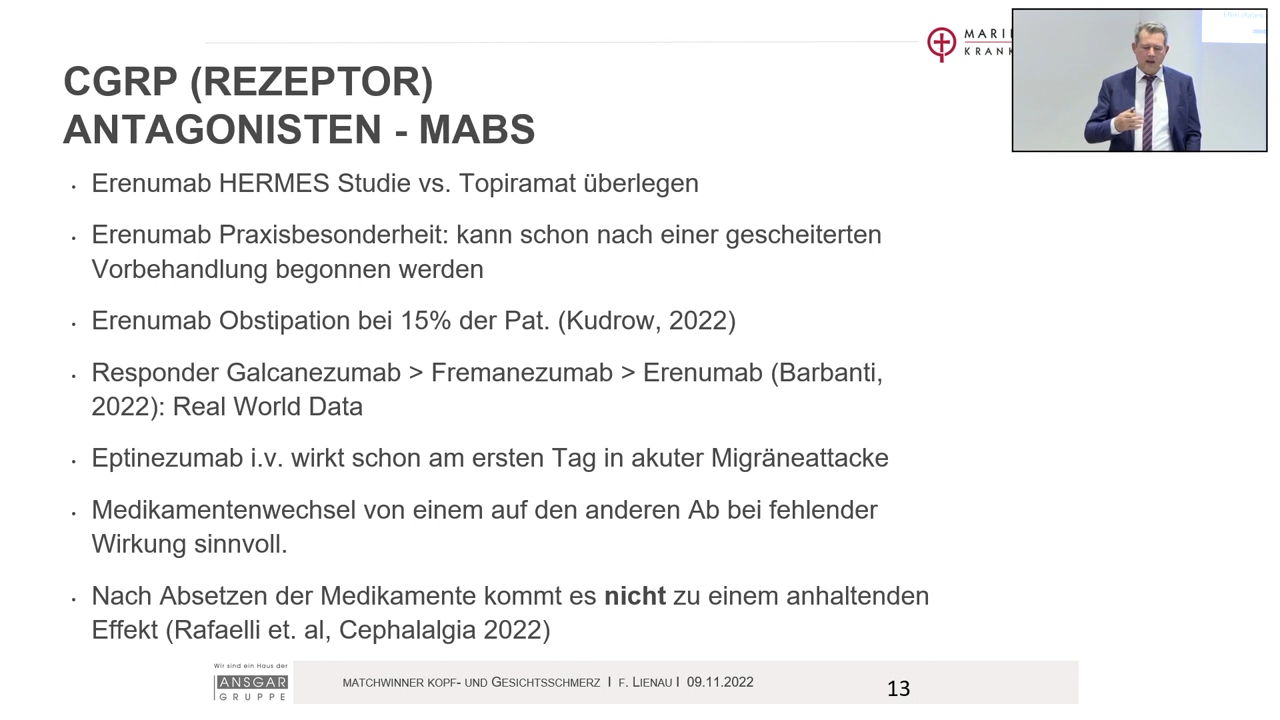 MARI
KRANK
CGRP (REZEPTOR)
ANTAGONISTEN - MABS
• Erenumab HERMES Studie vs. Topiramat überlegen
• Erenumab Praxisbesonderheit: kann schon nach einer gescheiterten
Vorbehandlung begonnen werden
• Erenumab Obstipation bei 15% der Pat. (Kudrow, 2022)
• Responder Galcanezumab > Fremanezumab > Erenumab (Barbanti,
2022): Real World Data
• Eptinezumab i.v. wirkt schon am ersten Tag in akuter Migräneattacke
• Medikamentenwechsel von einem auf den anderen Ab bei fehlender
Wirkung sinnvoll.
• Nach Absetzen der Medikamente kommt es nicht zu einem anhaltenden
Effekt (Rafaelli et. al, Cephalalgia 2022)
Wir sind ein Haus der
ANSGAR
GRUPPE
MATCHWINNER KOPF- UND GESICHTSSCHMERZ I F. LIENAU I 09.11.2022
13